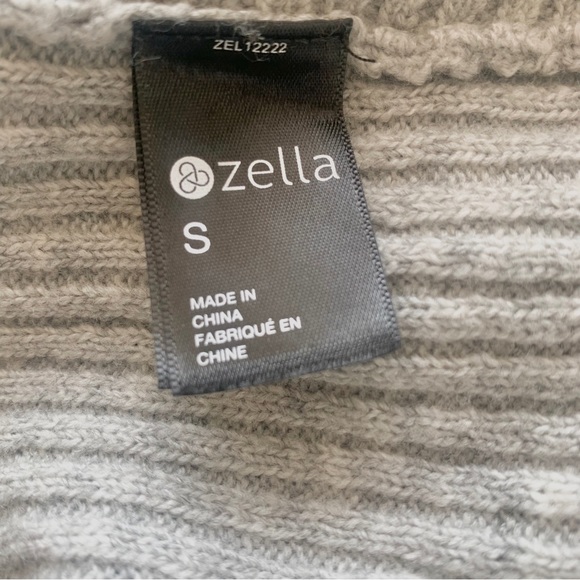 ZEL12222
zella
S
MADE IN
CHINA
FABRIQUÉ EN
CHINE